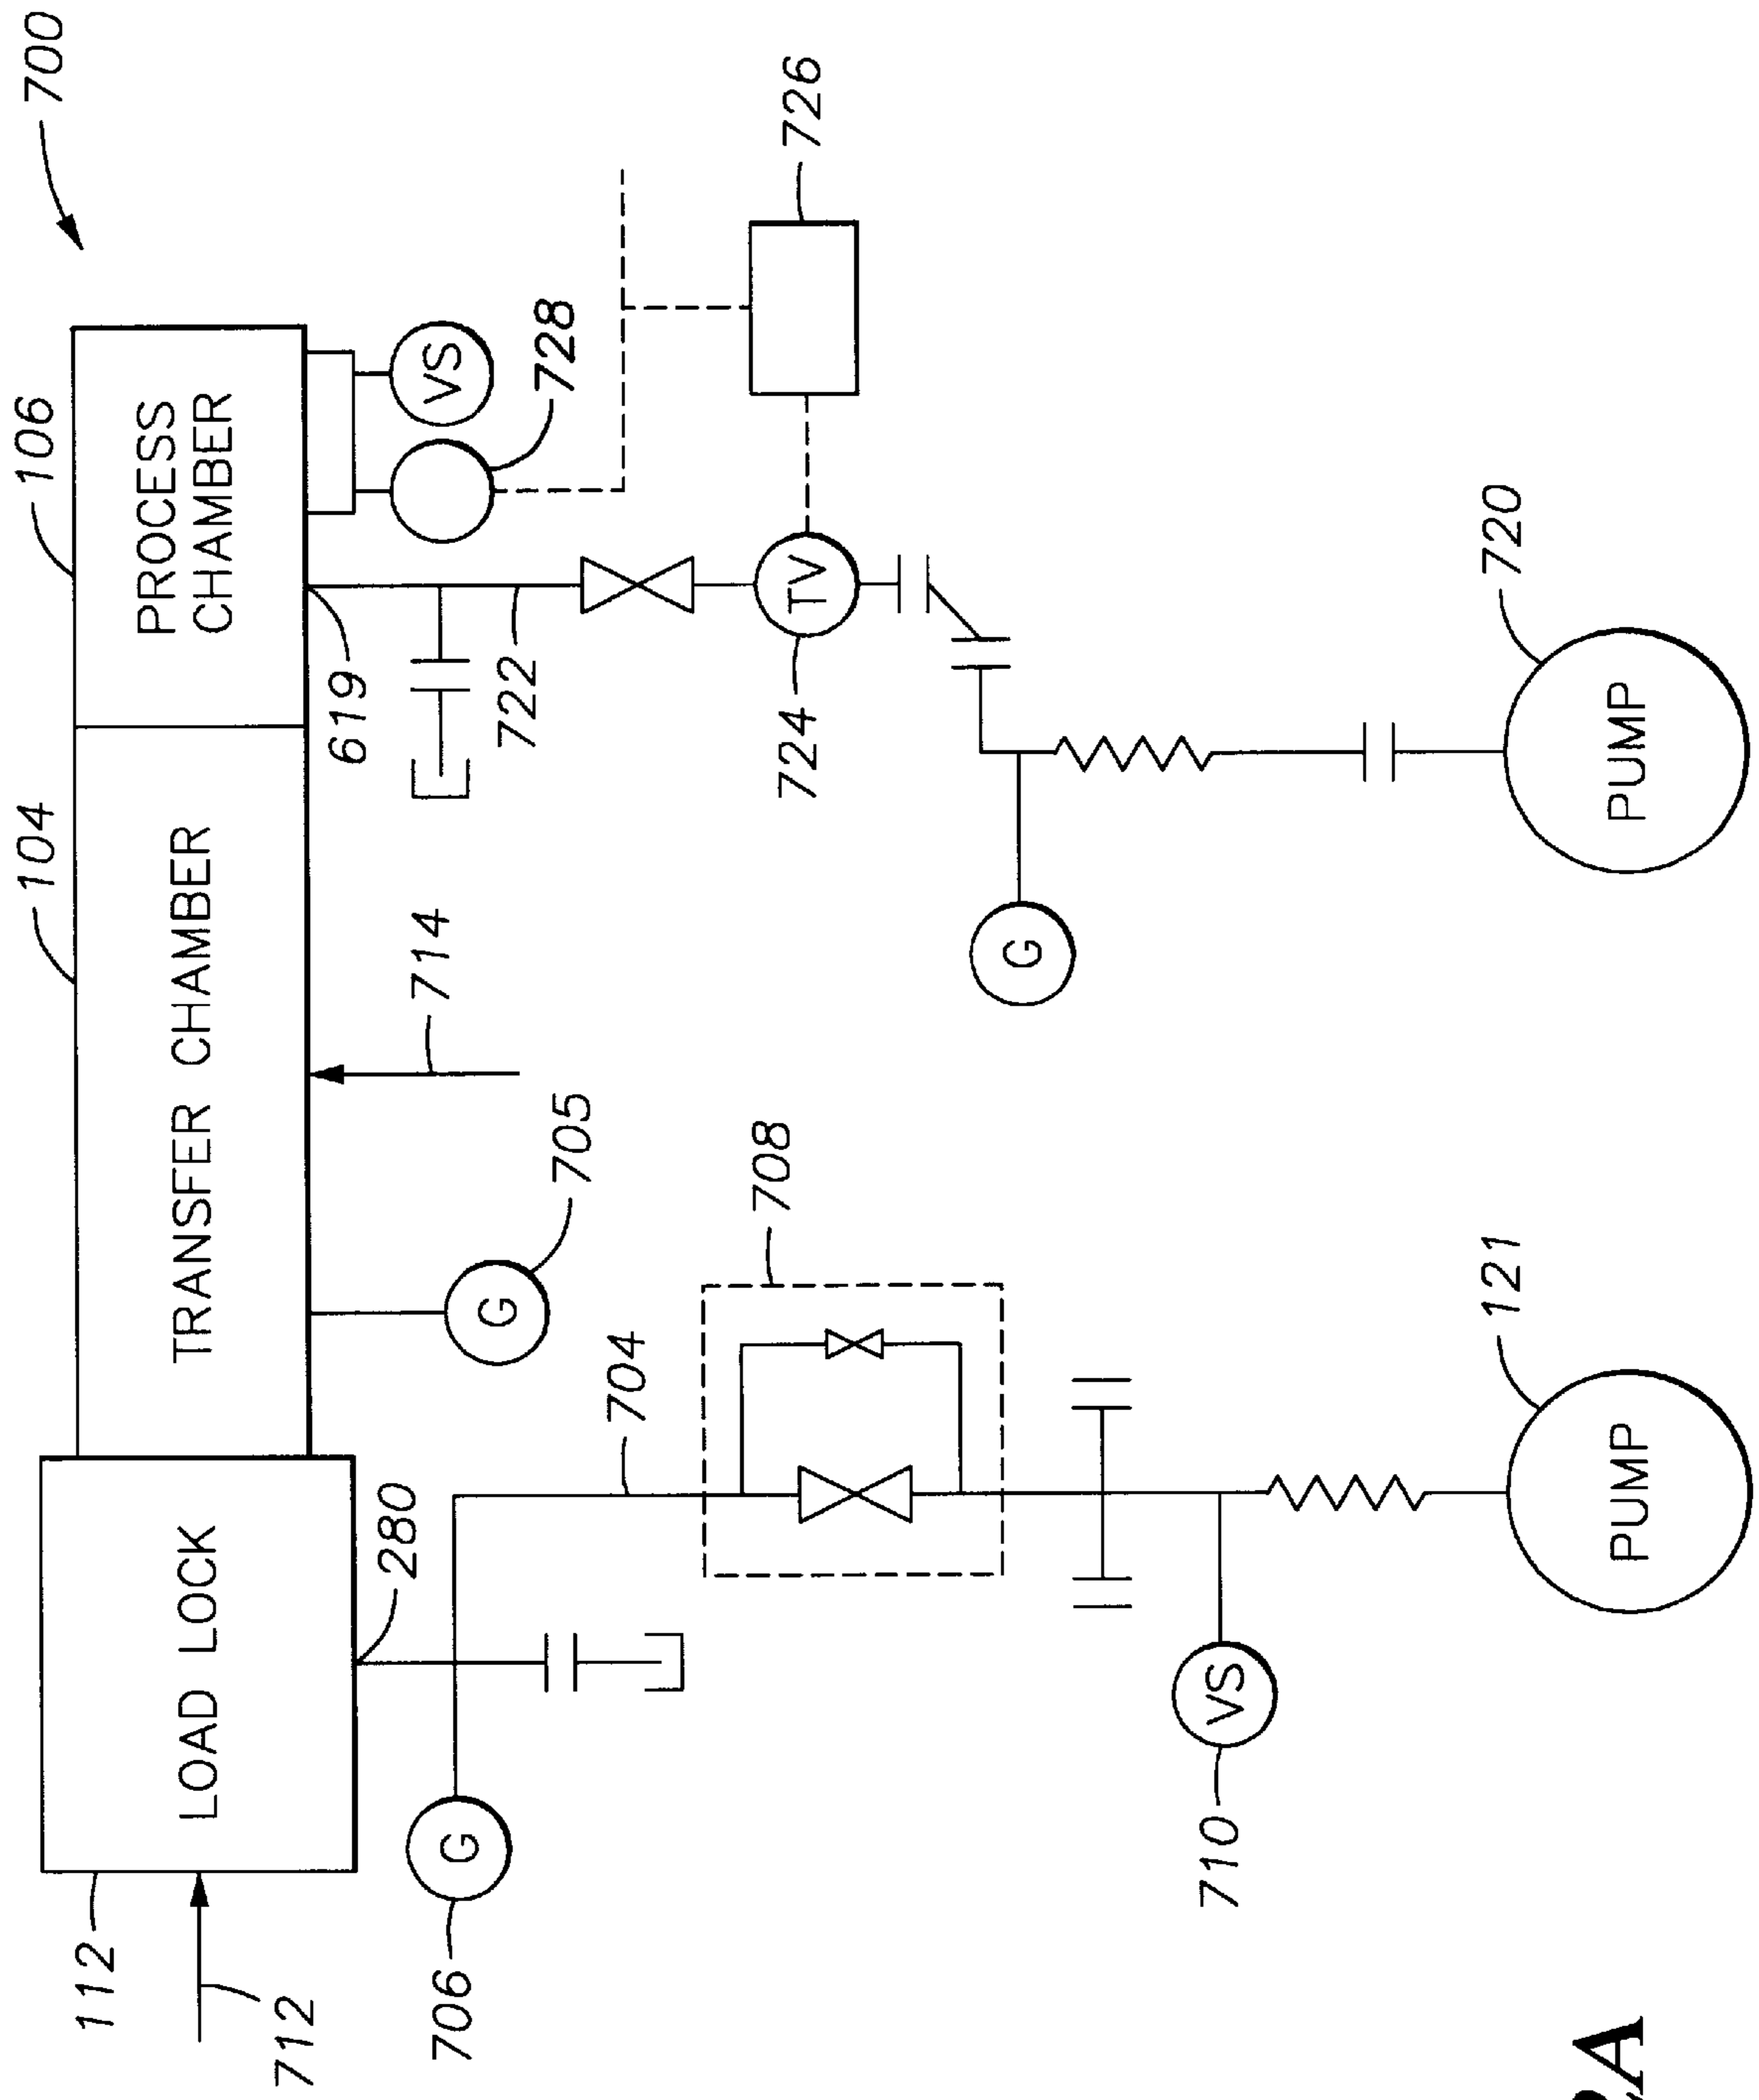 700
106
104
PROCESS
CHAMBER
TRANSFER CHAMBER
LOAD LOCK
112
712
VS
728
726
619
722
TV
724
714
G
705
280
G
706
704
708
G
720
PUMP
VS
710
121
PUMP